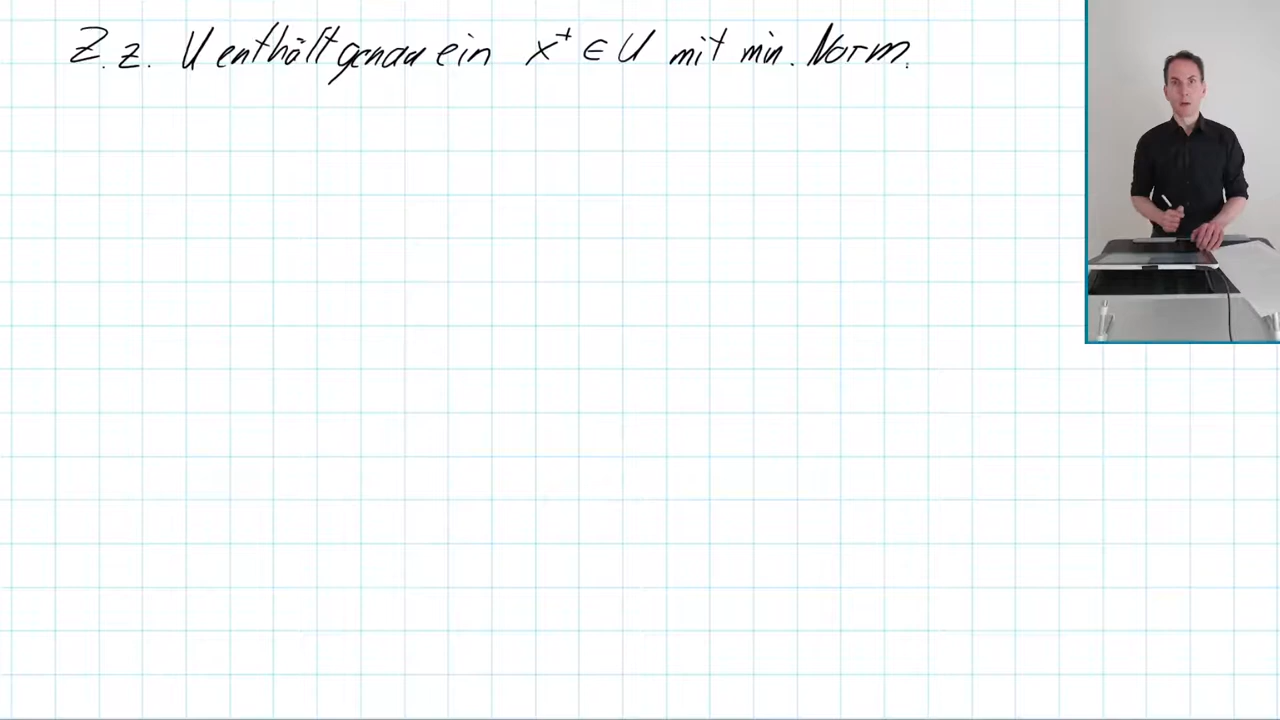 Z.z. U enthält genau ein x⁺ ∈ U mit min. Norm.